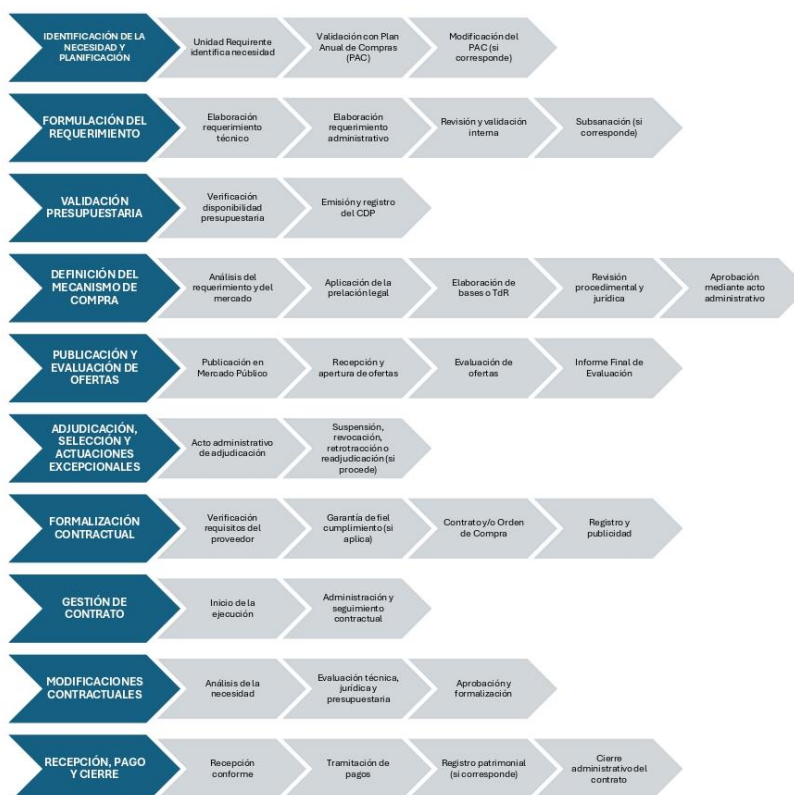 IDENTIFICACIÓN DE LA
NECESIDAD Y
PLANIFICACIÓN
Unidad Requirente
identifica necesidad
Validación con Plan
Anual de Compras
(PAC)
Modificación del
PAC (si
corresponde)
FORMULACIÓN DEL
REQUERIMIENTO
Elaboración
requerimiento
técnico
Elaboración
requerimiento
administrativo
Revisión y validación
interna
Subsanación (si
corresponde)
VALIDACIÓN
PRESUPUESTARIA
Verificación
disponibilidad
presupuestaria
Emisión y registro
del CDP
DEFINICIÓN DEL
MECANISMO DE
COMPRA
Análisis del
requerimiento y del
mercado
Aplicación de la
prelación legal
Elaboración de
bases o TdR
Revisión
procedimental y
jurídica
Aprobación
mediante acto
administrativo
PUBLICACIÓN Y
EVALUACIÓN DE
OFERTAS
Publicación en
Mercado Público
Recepción y
apertura de ofertas
Evaluación de
ofertas
Informe Final de
Evaluación
ADJUDICACIÓN,
SELECCIÓN Y
ACTUACIONES
EXCEPCIONALES
Acto administrativo
de adjudicación
Suspensión,
revocación,
retrotracción o
readjudicación (si
procede)
FORMALIZACIÓN
CONTRACTUAL
Verificación
requisitos del
proveedor
Garantía de fiel
cumplimiento (si
aplica)
Contrato y/o Orden
de Compra
Registro y
publicidad
GESTIÓN DE
CONTRATO
Inicio de la
ejecución
Administración y
seguimiento
contractual
MODIFICACIONES
CONTRACTUALES
Análisis de la
necesidad
Evaluación técnica,
jurídica y
presupuestaria
Aprobación y
formalización
RECEPCIÓN, PAGO
Y CIERRE
Recepción
conforme
Tramitación de
pagos
Registro patrimonial
(si corresponde)
Cierre
administrativo del
contrato